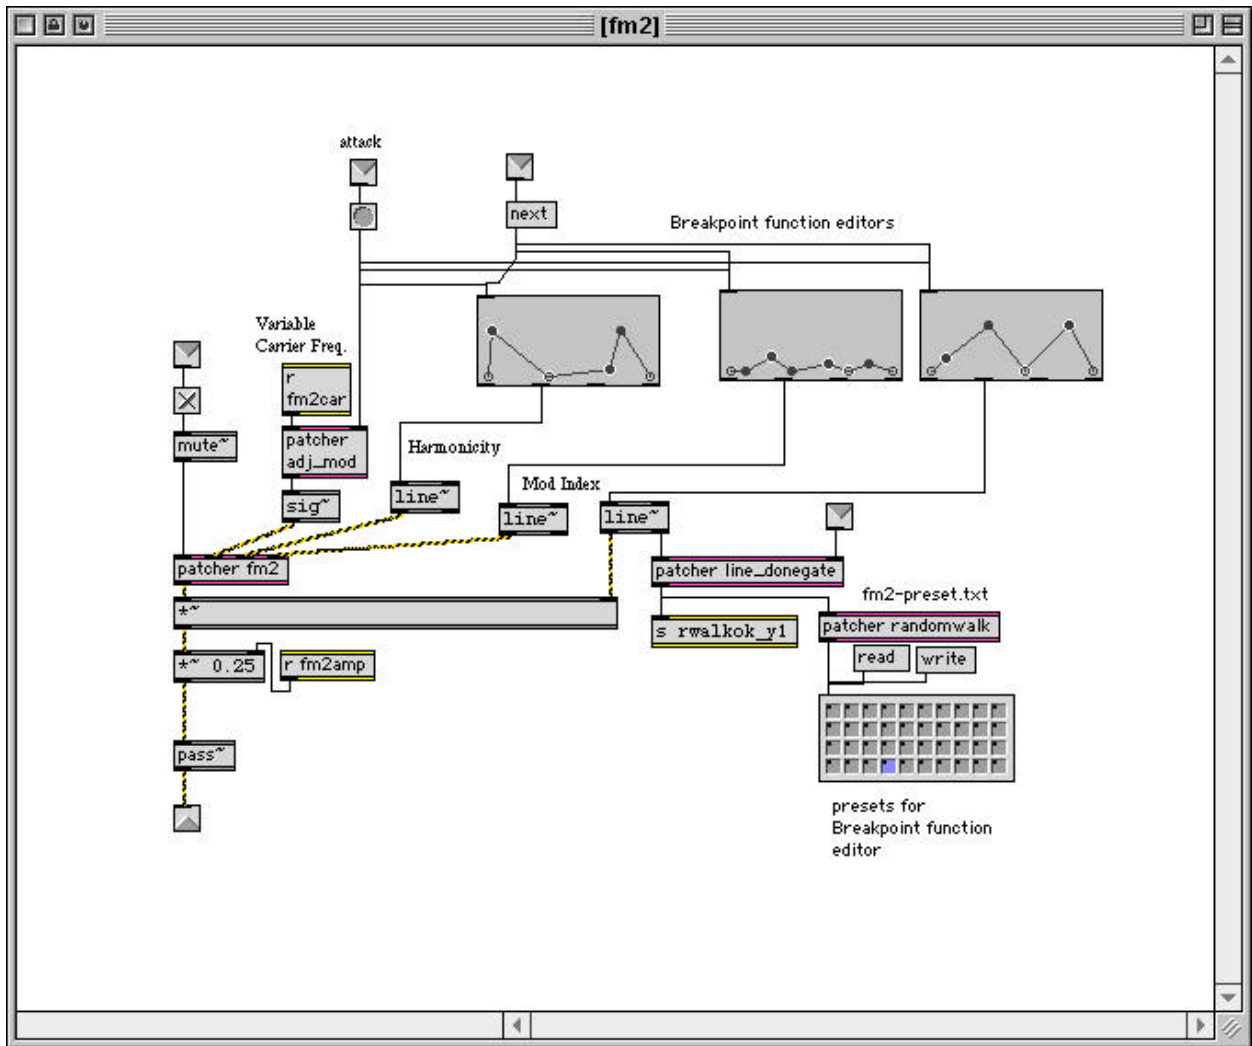 [fm2]
attack
next
Breakpoint function editors
Variable
Carrier Freq.
r
fm2car
mute~
patcher
adj_mod
Harmonicity
sig~
line~
Mod Index
line~
line~
patcher fm2
patcher line_donegate
*~
fm2-preset.txt
s rwalkok_y1
patcher randomwalk
*~ 0.25
r fm2amp
read
write
pass~
presets for
Breakpoint function
editor